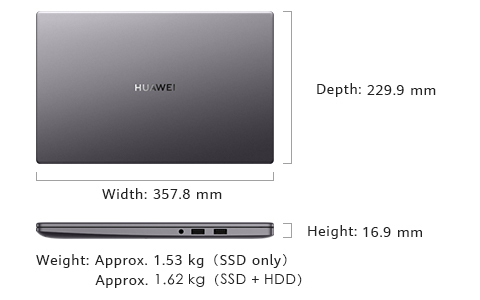 HUAWEI
Depth: 229.9 mm
Width: 357.8 mm
Height: 16.9 mm
Weight: Approx. 1.53 kg（SSD only）
Approx. 1.62 kg（SSD + HDD）